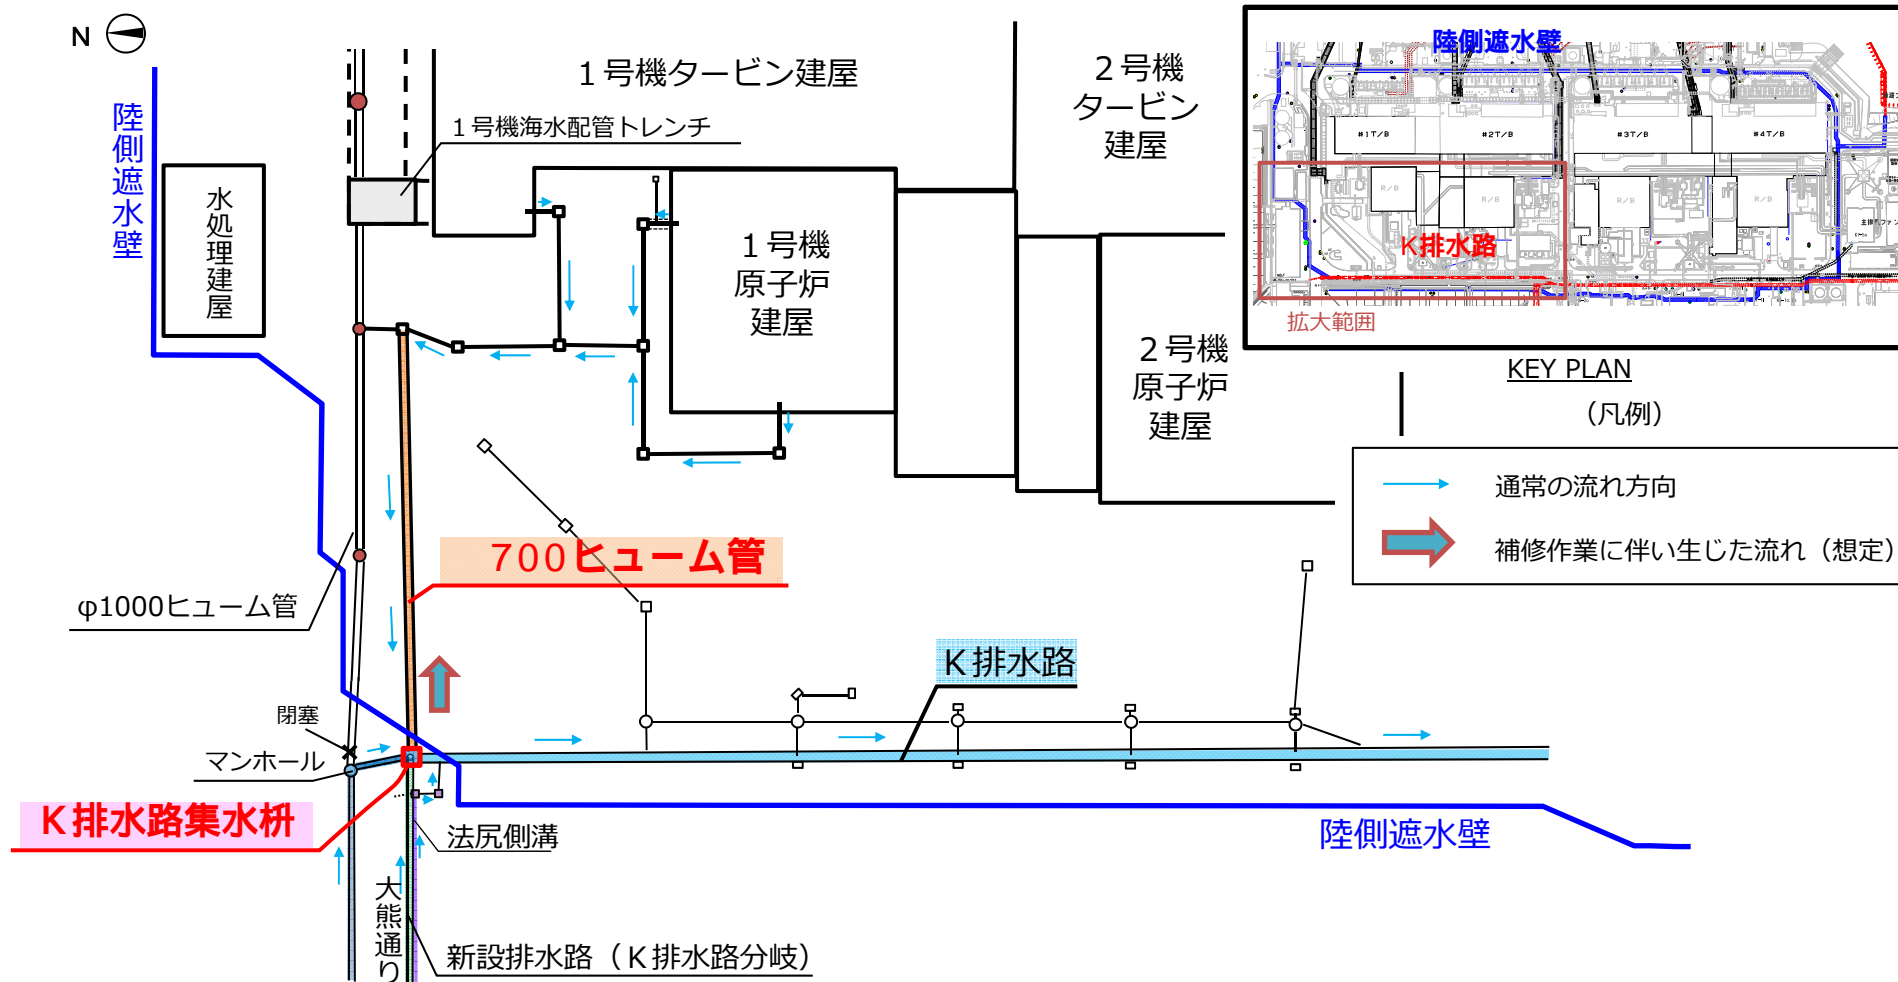 N
陸側遮水壁
水処理建屋
1号機タービン建屋
1号機海水配管トレンチ
2号機
タービン
建屋
1号機
原子炉
建屋
2号機
原子炉
建屋
陸側遮水壁
#1T/B
#2T/B
#3T/B
#4T/B
R/B
R/B
R/B
R/B
K排水路
拡大範囲
KEY PLAN
（凡例）
通常の流れ方向
補修作業に伴い生じた流れ（想定）
700ヒューム管
φ1000ヒューム管
K排水路
閉塞
マンホール
K排水路集水枡
法尻側溝
陸側遮水壁
大熊通り
新設排水路（K排水路分岐）